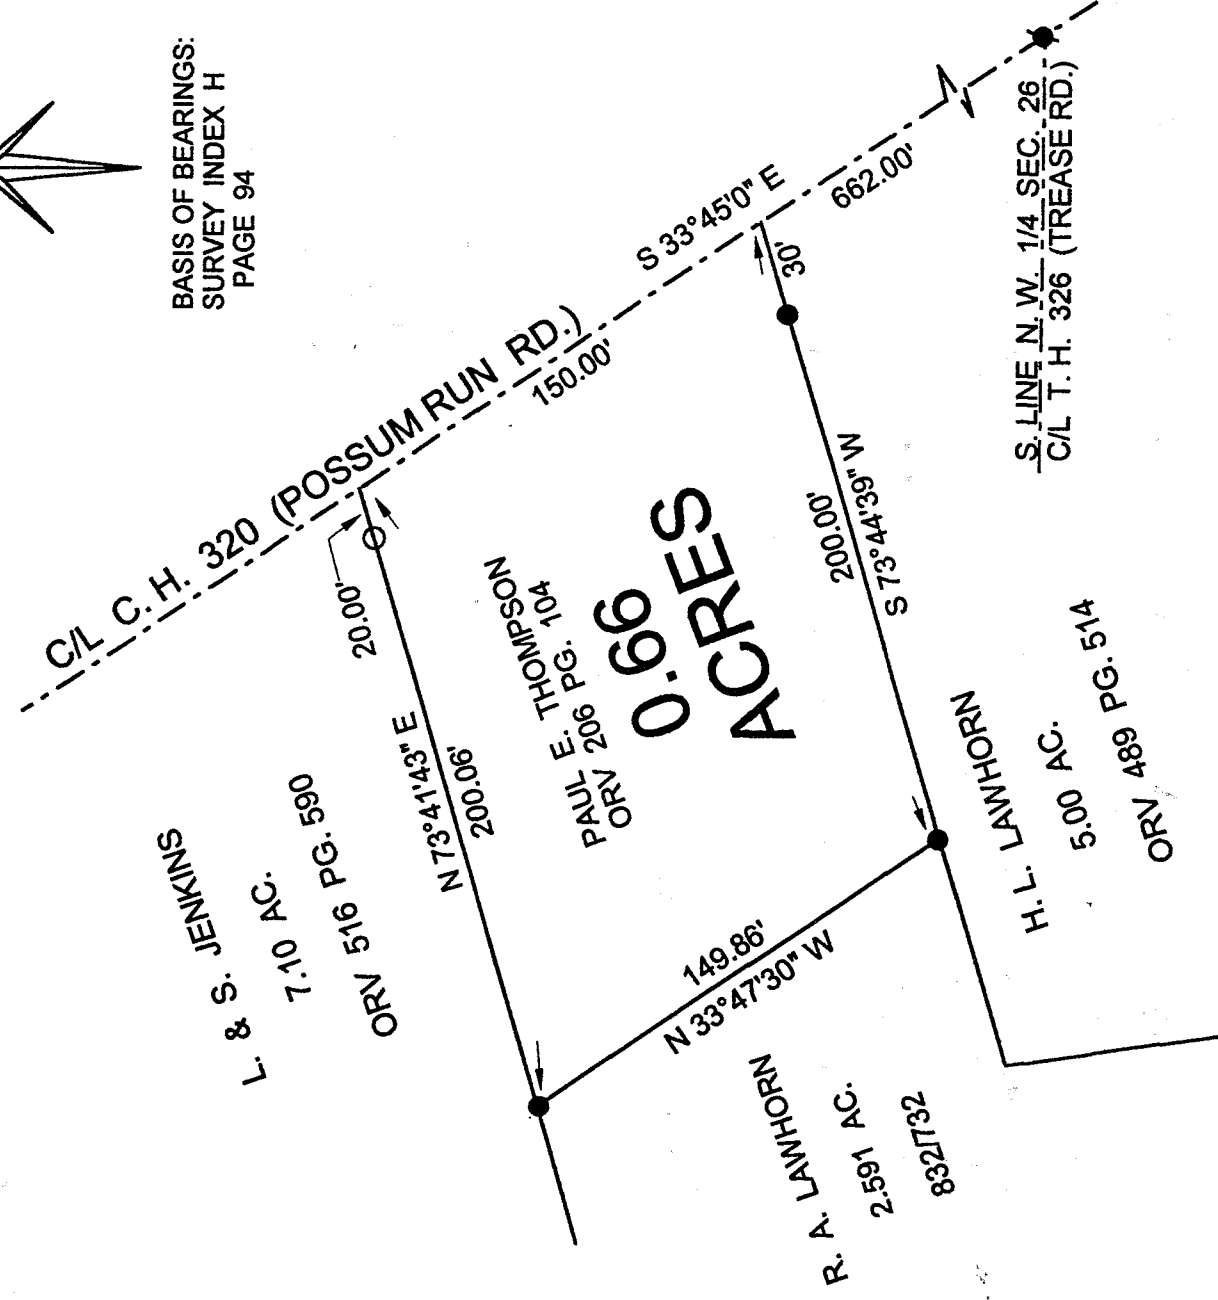 BASIS OF BEARINGS:
SURVEY INDEX H
PAGE 94
C/L C. H. 320 (POSSUM RUN RD.)
150.00'
S 33°45'0" E
662.00'
20.00'
N 73°41'43" E
200.06'
L. & S. JENKINS
7.10 AC.
ORV 516 PG. 590
PAUL E. THOMPSON
ORV 206 PG. 104
0.66
ACRES
30'
200.00'
S 73°44'39" W
149.86'
N 33°47'30" W
R. A. LAWHORN
2.591 AC.
832/732
H. L. LAWHORN
5.00 AC.
ORV 489 PG. 514
S. LINE N. W. 1/4 SEC. 26
C/L T. H. 326 (TREASE RD.)